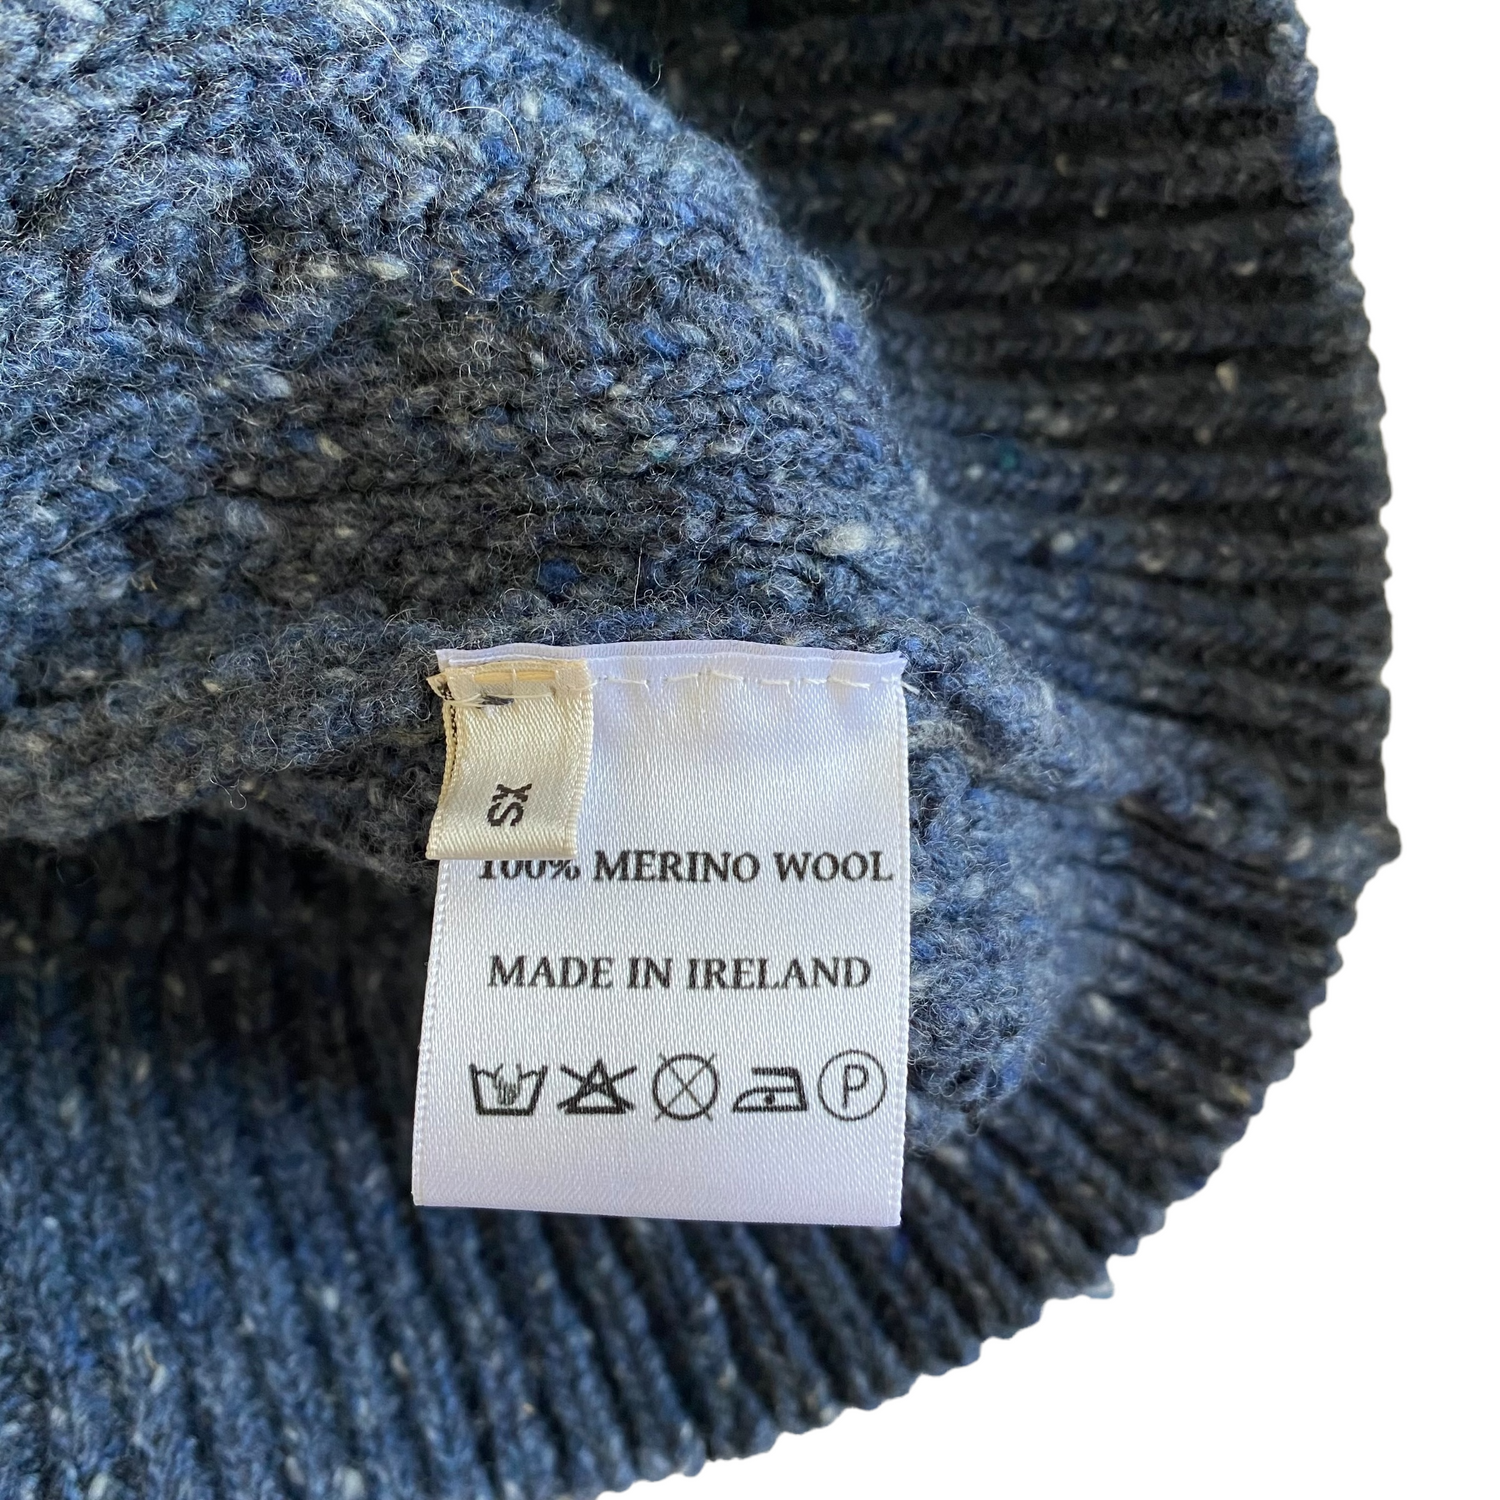 XS
100% MERINO WOOL
MADE IN IRELAND
P